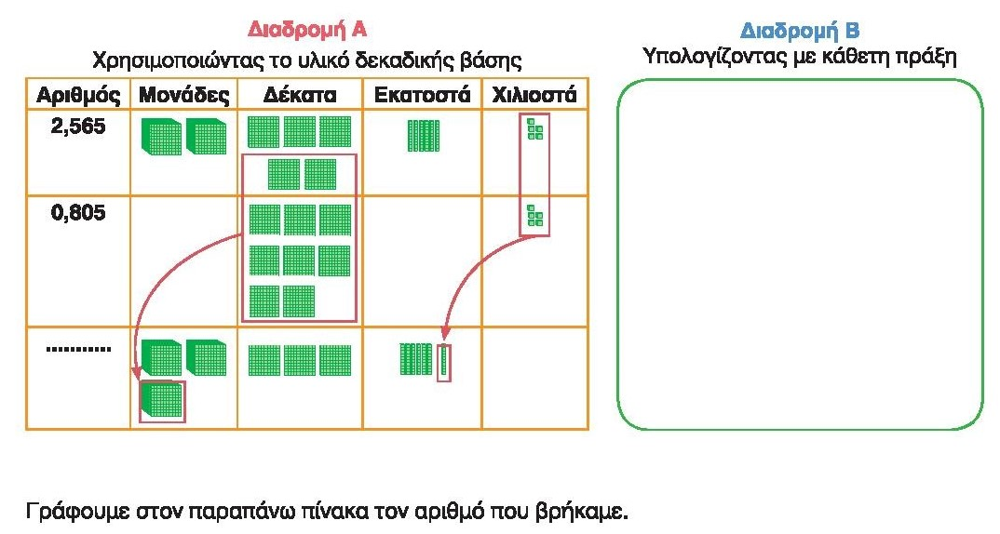 Διαδρομή Α
Χρησιμοποιώντας το υλικό δεκαδικής βάσης
Αριθμός Μονάδες Δέκατα Εκατοστά Χιλιοστά
2,565
0,805
...........
Διαδρομή Β
Υπολογίζοντας με κάθετη πράξη
Γράφουμε στον παραπάνω πίνακα τον αριθμό που βρήκαμε.